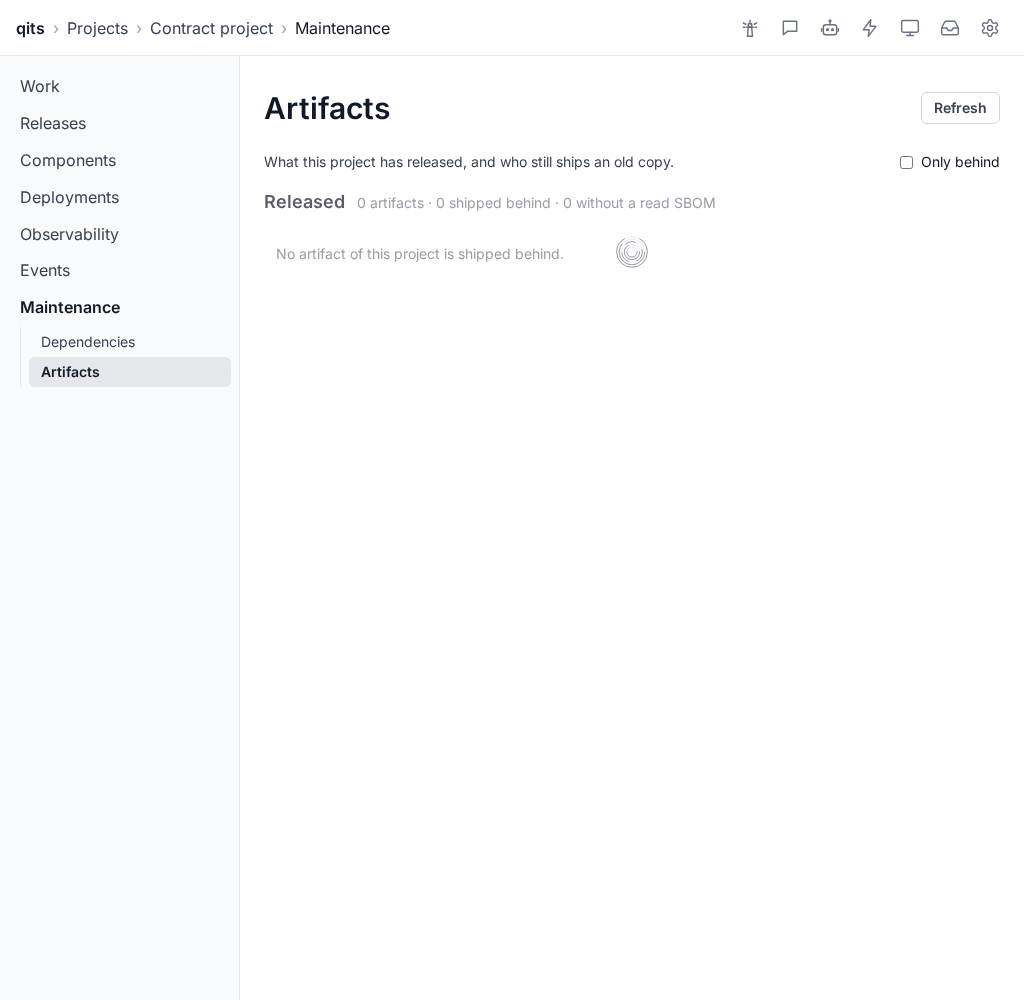 qits › Projects › Contract project › Maintenance
Work
Releases
Components
Deployments
Observability
Events
Maintenance
Dependencies
Artifacts
Artifacts
Refresh
What this project has released, and who still ships an old copy.
Only behind
Released 0 artifacts · 0 shipped behind · 0 without a read SBOM
No artifact of this project is shipped behind.